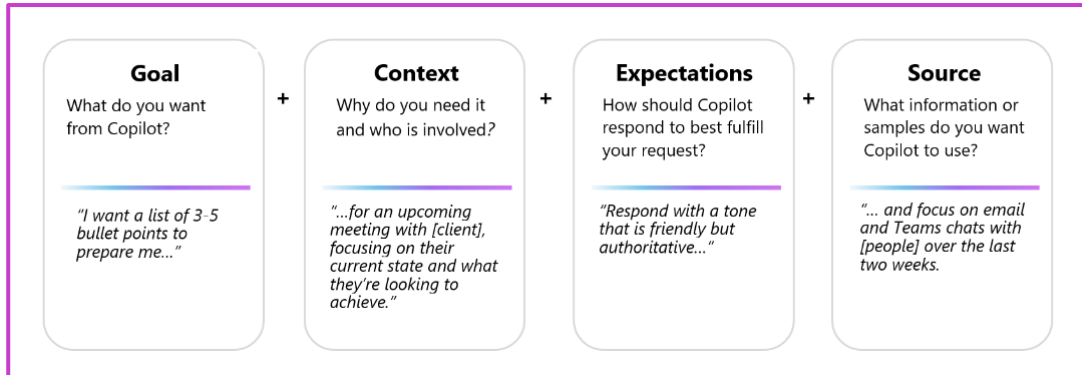 Goal
What do you want
from Copilot?
"I want a list of 3-5
bullet points to
prepare me..."
+
Context
Why do you need it
and who is involved?
"...for an upcoming
meeting with [client],
focusing on their
current state and what
they're looking to
achieve."
+
Expectations
How should Copilot
respond to best fulfill
your request?
"Respond with a tone
that is friendly but
authoritative..."
+
Source
What information or
samples do you want
Copilot to use?
"... and focus on email
and Teams chats with
[people] over the last
two weeks.